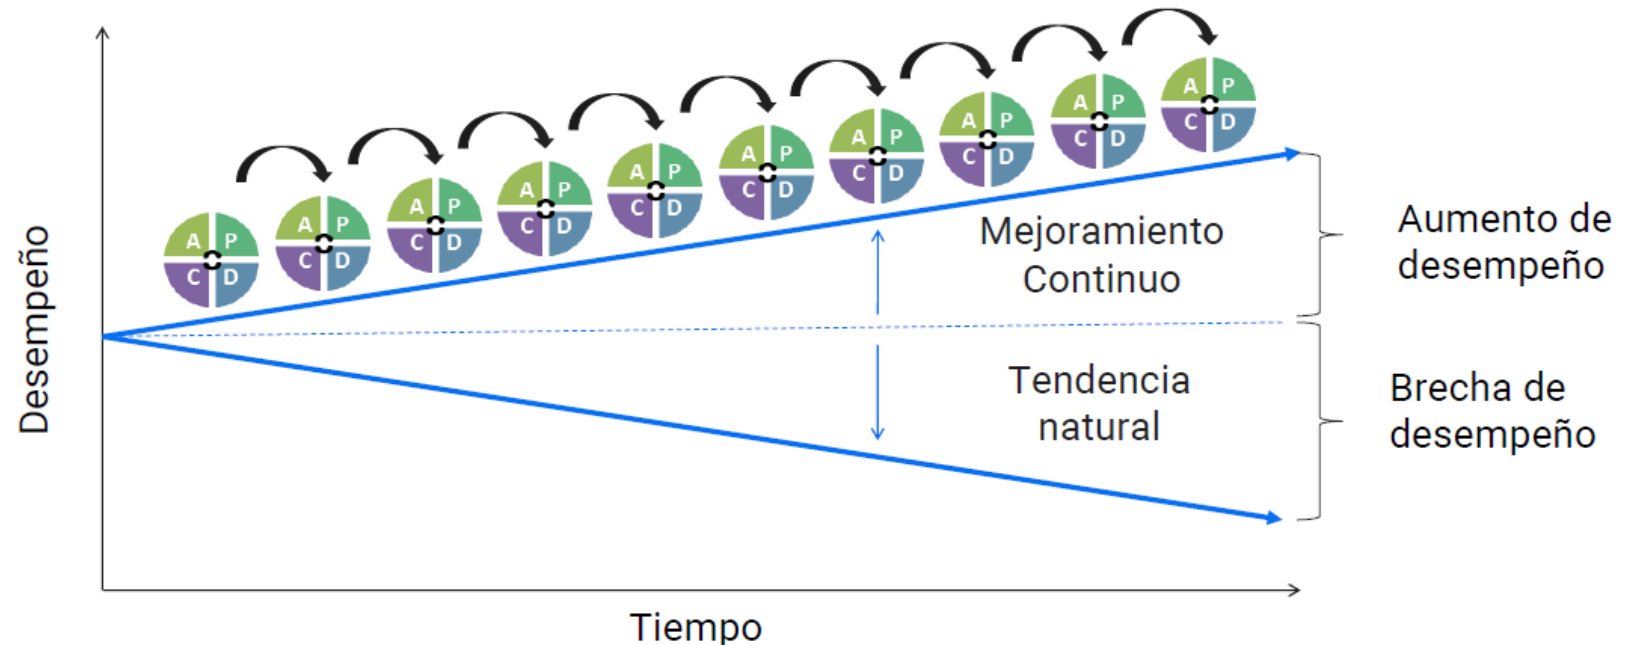 A P
C D
A P
C D
A P
C D
A P
C D
A P
C D
A P
C D
A P
C D
A P
C D
A P
C D
A P
C D
Mejoramiento
Continuo
Aumento de
desempeño
Tendencia
natural
Brecha de
desempeño
Desempeño
Tiempo